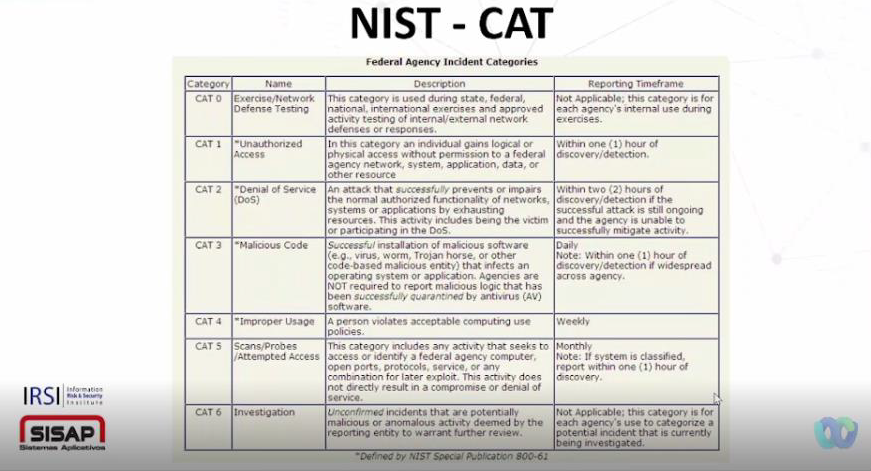 NIST - CAT
Federal Agency Incident Categories
Category Name Description Reporting Timeframe
CAT 0 Exercise/Network This category is used during state, federal, Not Applicable; this category is for
Defense Testing national, international exercises and approved each agency's internal use during
activity testing of internal/external network exercises.
defenses or responses.
CAT 1 *Unauthorized In this category an individual gains logical or Within one (1) hour of
Access physical access without permission to a federal discovery/detection.
agency network, system, application, data, or
other resource
CAT 2 *Denial of Service An attack that successfully prevents or impairs Within two (2) hours of
(DoS) the normal authorized functionality of networks, discovery/detection if the
systems or applications by exhausting successful attack is still ongoing
resources. This activity includes being the victim and the agency is unable to
or participating in the DoS. successfully mitigate activity.
CAT 3 *Malicious Code Successful installation of malicious software Daily
(e.g., virus, worm, Trojan horse, or other Note: Within one (1) hour of
code-based malicious entity) that infects an discovery/detection if widespread
operating system or application. Agencies are across agency.
NOT required to report malicious logic that has
been successfully quarantined by antivirus (AV)
software.
CAT 4 *Improper Usage A person violates acceptable computing use Weekly
policies.
CAT 5 Scans/Probes This category includes any activity that seeks to Monthly
/Attempted Access access or identify a federal agency computer, Note: If system is classified,
open ports, protocols, service, or any report within one (1) hour of
combination for later exploit. This activity does discovery.
not directly result in a compromise or denial of
service.
CAT 6 Investigation Unconfirmed incidents that are potentially Not Applicable; this category is for
malicious or anomalous activity deemed by the each agency's use to categorize a
reporting entity to warrant further review. potential incident that is currently
being investigated.
*Defined by NIST Special Publication 800-61
IRSI Information
Risk & Security
Institute
SISAP
Sistemas Aplicativos